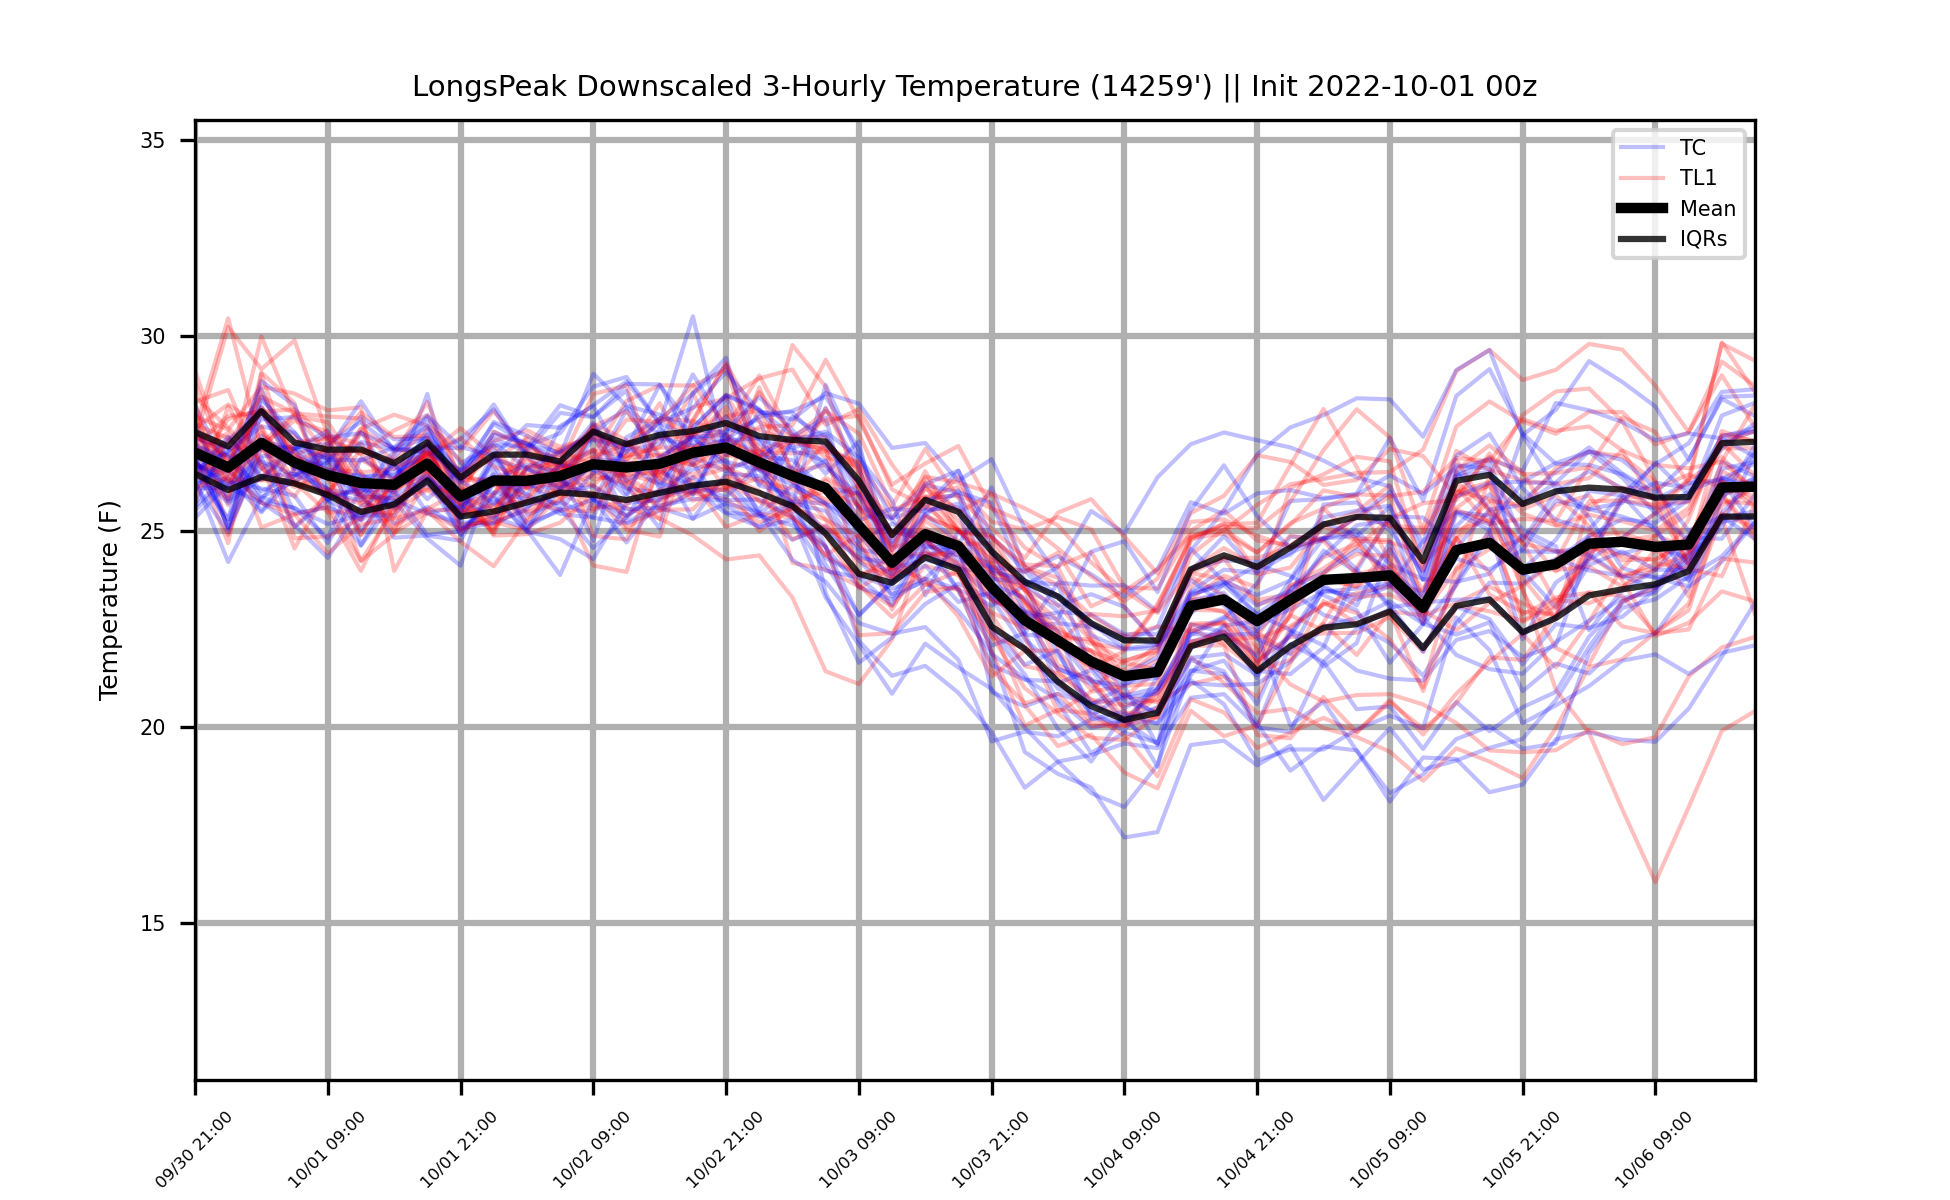 LongsPeak Downscaled 3-Hourly Temperature (14259') || Init 2022-10-01 00z
TC
TL1
Mean
IQRs
Temperature (F)
35
30
25
20
15
09/30 21:00
10/01 09:00
10/01 21:00
10/02 09:00
10/02 21:00
10/03 09:00
10/03 21:00
10/04 09:00
10/04 21:00
10/05 09:00
10/05 21:00
10/06 09:00